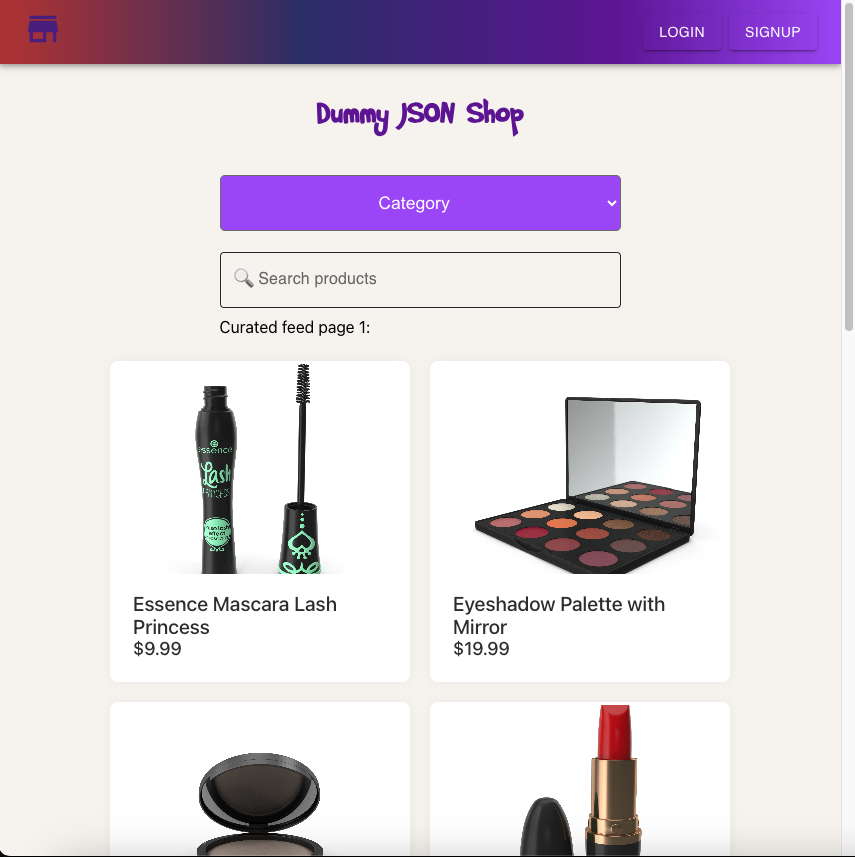 LOGIN SIGNUP
Dummy JSON Shop
Category
🔍 Search products
Curated feed page 1:
essence
Lash
PRINCESS
Essence Mascara Lash
Princess
$9.99
Eyeshadow Palette with
Mirror
$19.99